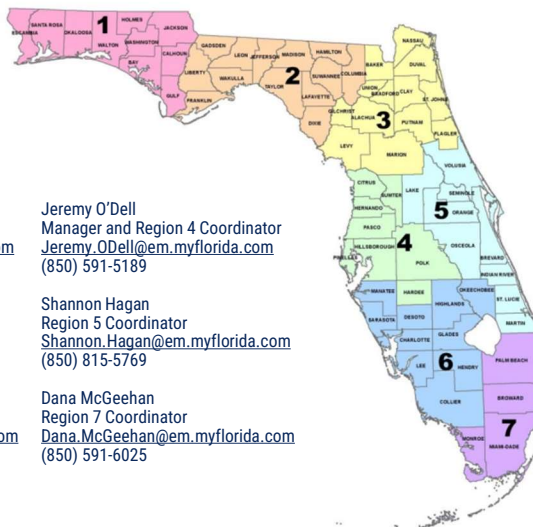 HOLMES
SANTA ROSA
1
JACKSON
ESCAMBIA
OKALOOSA
WALTON
WASHINGTON
BAY
CALHOUN
GULF
GADSDEN
LIBERTY
LEON
JEFFERSON
MADISON
HAMILTON
WAKULLA
2
SUWANNEE
COLUMBIA
TAYLOR
FRANKLIN
LAFAYETTE
DIXIE
NASSAU
BAKER
DUVAL
UNION
BRADFORD
CLAY
ST. JOHNS
GILCHRIST
ALACHUA
3
PUTNAM
FLAGLER
LEVY
MARION
VOLUSIA
CITRUS
SUMTER
LAKE
SEMINOLE
5
ORANGE
HERNANDO
PASCO
HILLSBOROUGH
4
PINELLAS
POLK
OSCEOLA
BREVARD
INDIAN RIVER
MANATEE
HARDEE
OKEECHOBEE
HIGHLANDS
ST. LUCIE
SARASOTA
DESOTO
MARTIN
CHARLOTTE
GLADES
LEE
6
HENDRY
PALM BEACH
COLLIER
BROWARD
7
MONROE
MIAMI-DADE
Jeremy O’Dell
Manager and Region 4 Coordinator
om Jeremy.ODell@em.myflorida.com
(850) 591-5189
Shannon Hagan
Region 5 Coordinator
Shannon.Hagan@em.myflorida.com
(850) 815-5769
Dana McGeehan
Region 7 Coordinator
om Dana.McGeehan@em.myflorida.com
(850) 591-6025